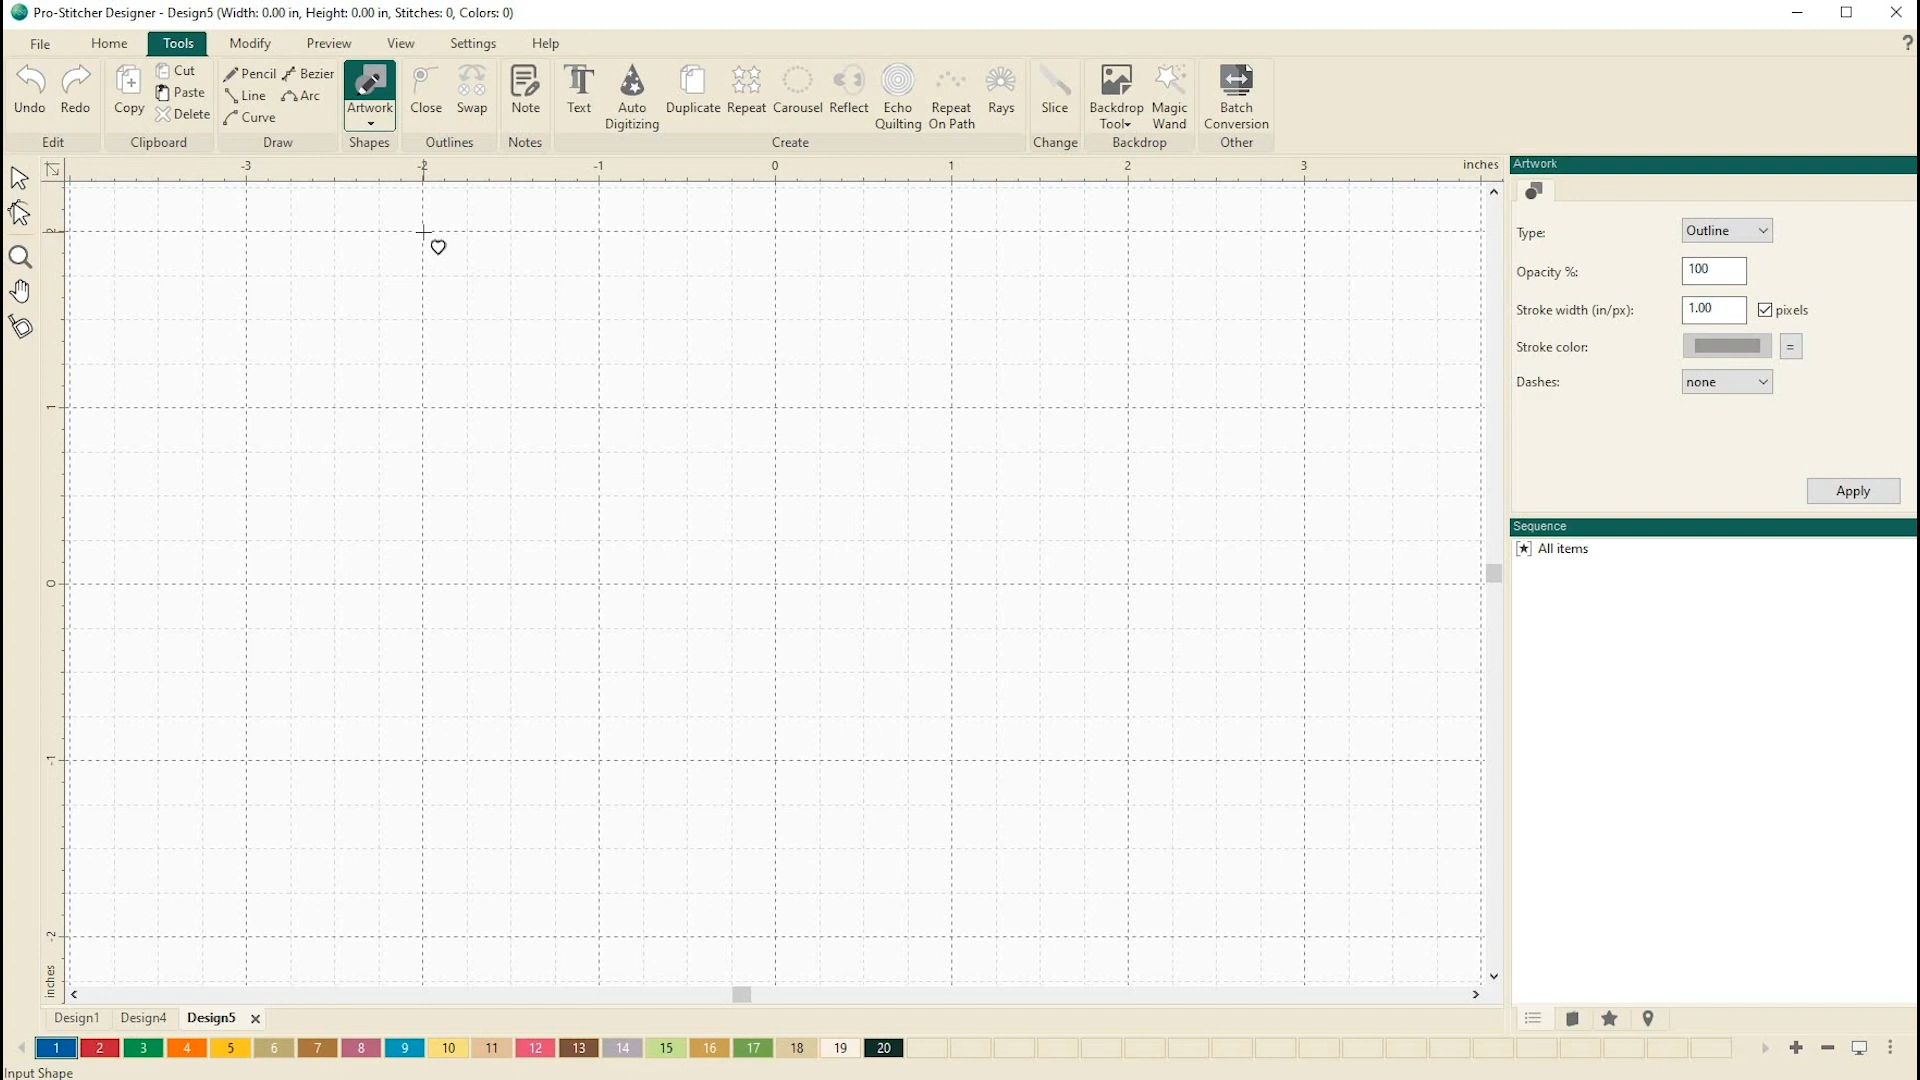 Pro-Stitcher Designer - Design5 (Width: 0.00 in, Height: 0.00 in, Stitches: 0, Colors: 0)
File Home Tools Modify Preview View Settings Help ?
Undo Redo Copy Cut Paste Delete Pencil Bezier Line Arc Curve Artwork Close Swap Note Text Auto Digitizing Duplicate Repeat Carousel Reflect Echo Quilting Repeat On Path Rays Slice Backdrop Tool Magic Wand Batch Conversion
Edit Clipboard Draw Shapes Outlines Notes Create Change Backdrop Other
-3 -2 -1 0 1 2 3 inches
2
1
0
-1
-2
inches
Artwork
Type: Outline
Opacity %: 100
Stroke width (in/px): 1.00 pixels
Stroke color: =
Dashes: none
Apply
Sequence
All items
Design1 Design4 Design5
1 2 3 4 5 6 7 8 9 10 11 12 13 14 15 16 17 18 19 20
Input Shape